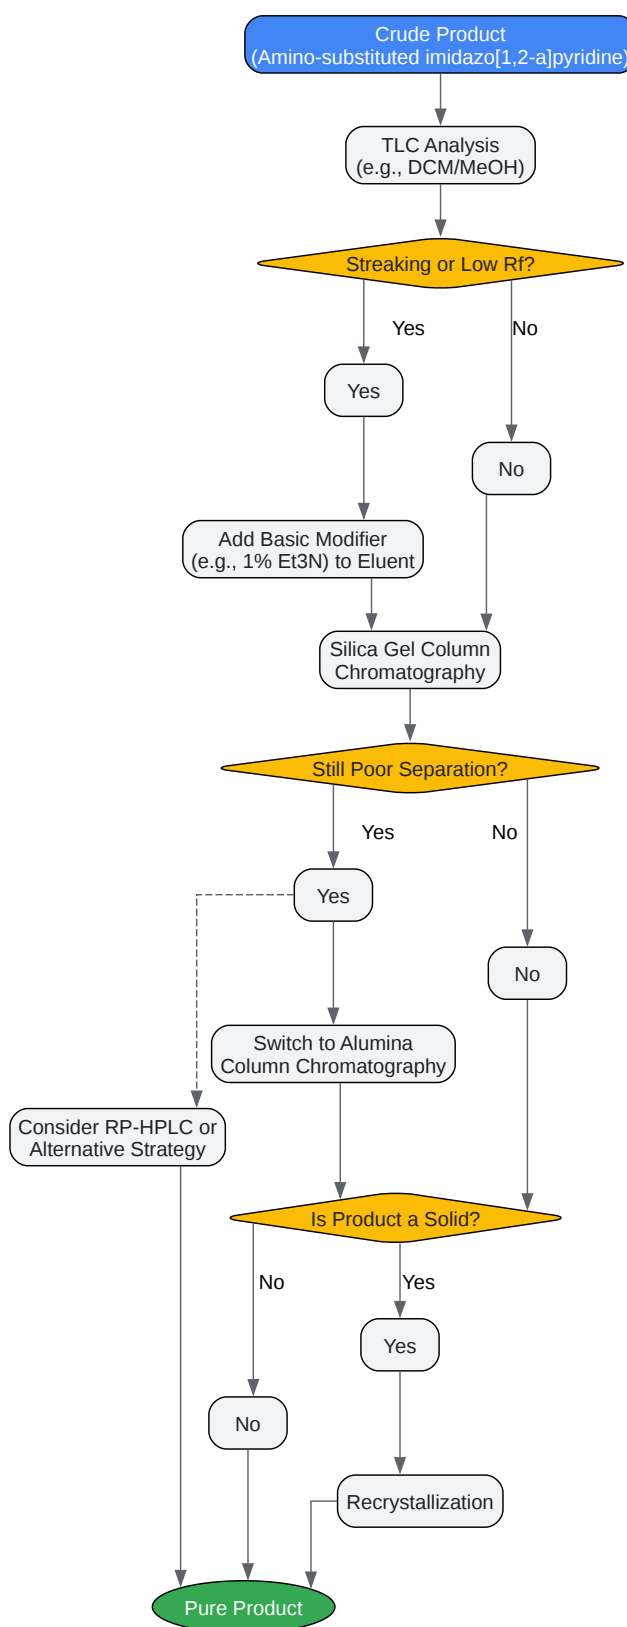 Crude Product
(Amino-substituted imidazo[1,2-a]pyridine)
TLC Analysis
(e.g., DCM/MeOH)
Streaking or Low Rf?
Yes
No
Yes
No
Add Basic Modifier
(e.g., 1% Et3N) to Eluent
Silica Gel Column
Chromatography
Still Poor Separation?
Yes
No
Yes
No
Switch to Alumina
Column Chromatography
Consider RP-HPLC or
Alternative Strategy
Is Product a Solid?
No
Yes
Yes
No
Recrystallization
Pure Product